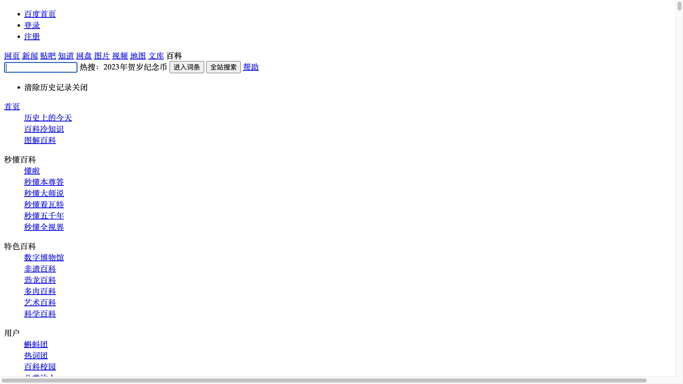 百度首页
登录
注册
网页 新闻 贴吧 知道 网盘 图片 视频 地图 文库 百科
热搜： 2023年贺岁纪念币 进入词条 全站搜索 帮助
清除历史记录关闭
首页
历史上的今天
百科冷知识
图解百科
秒懂百科
懂啦
秒懂本尊答
秒懂大师说
秒懂看瓦特
秒懂五千年
秒懂全视界
特色百科
数字博物馆
非遗百科
恐龙百科
多肉百科
艺术百科
科学百科
用户
蝌蚪团
热词团
百科校园